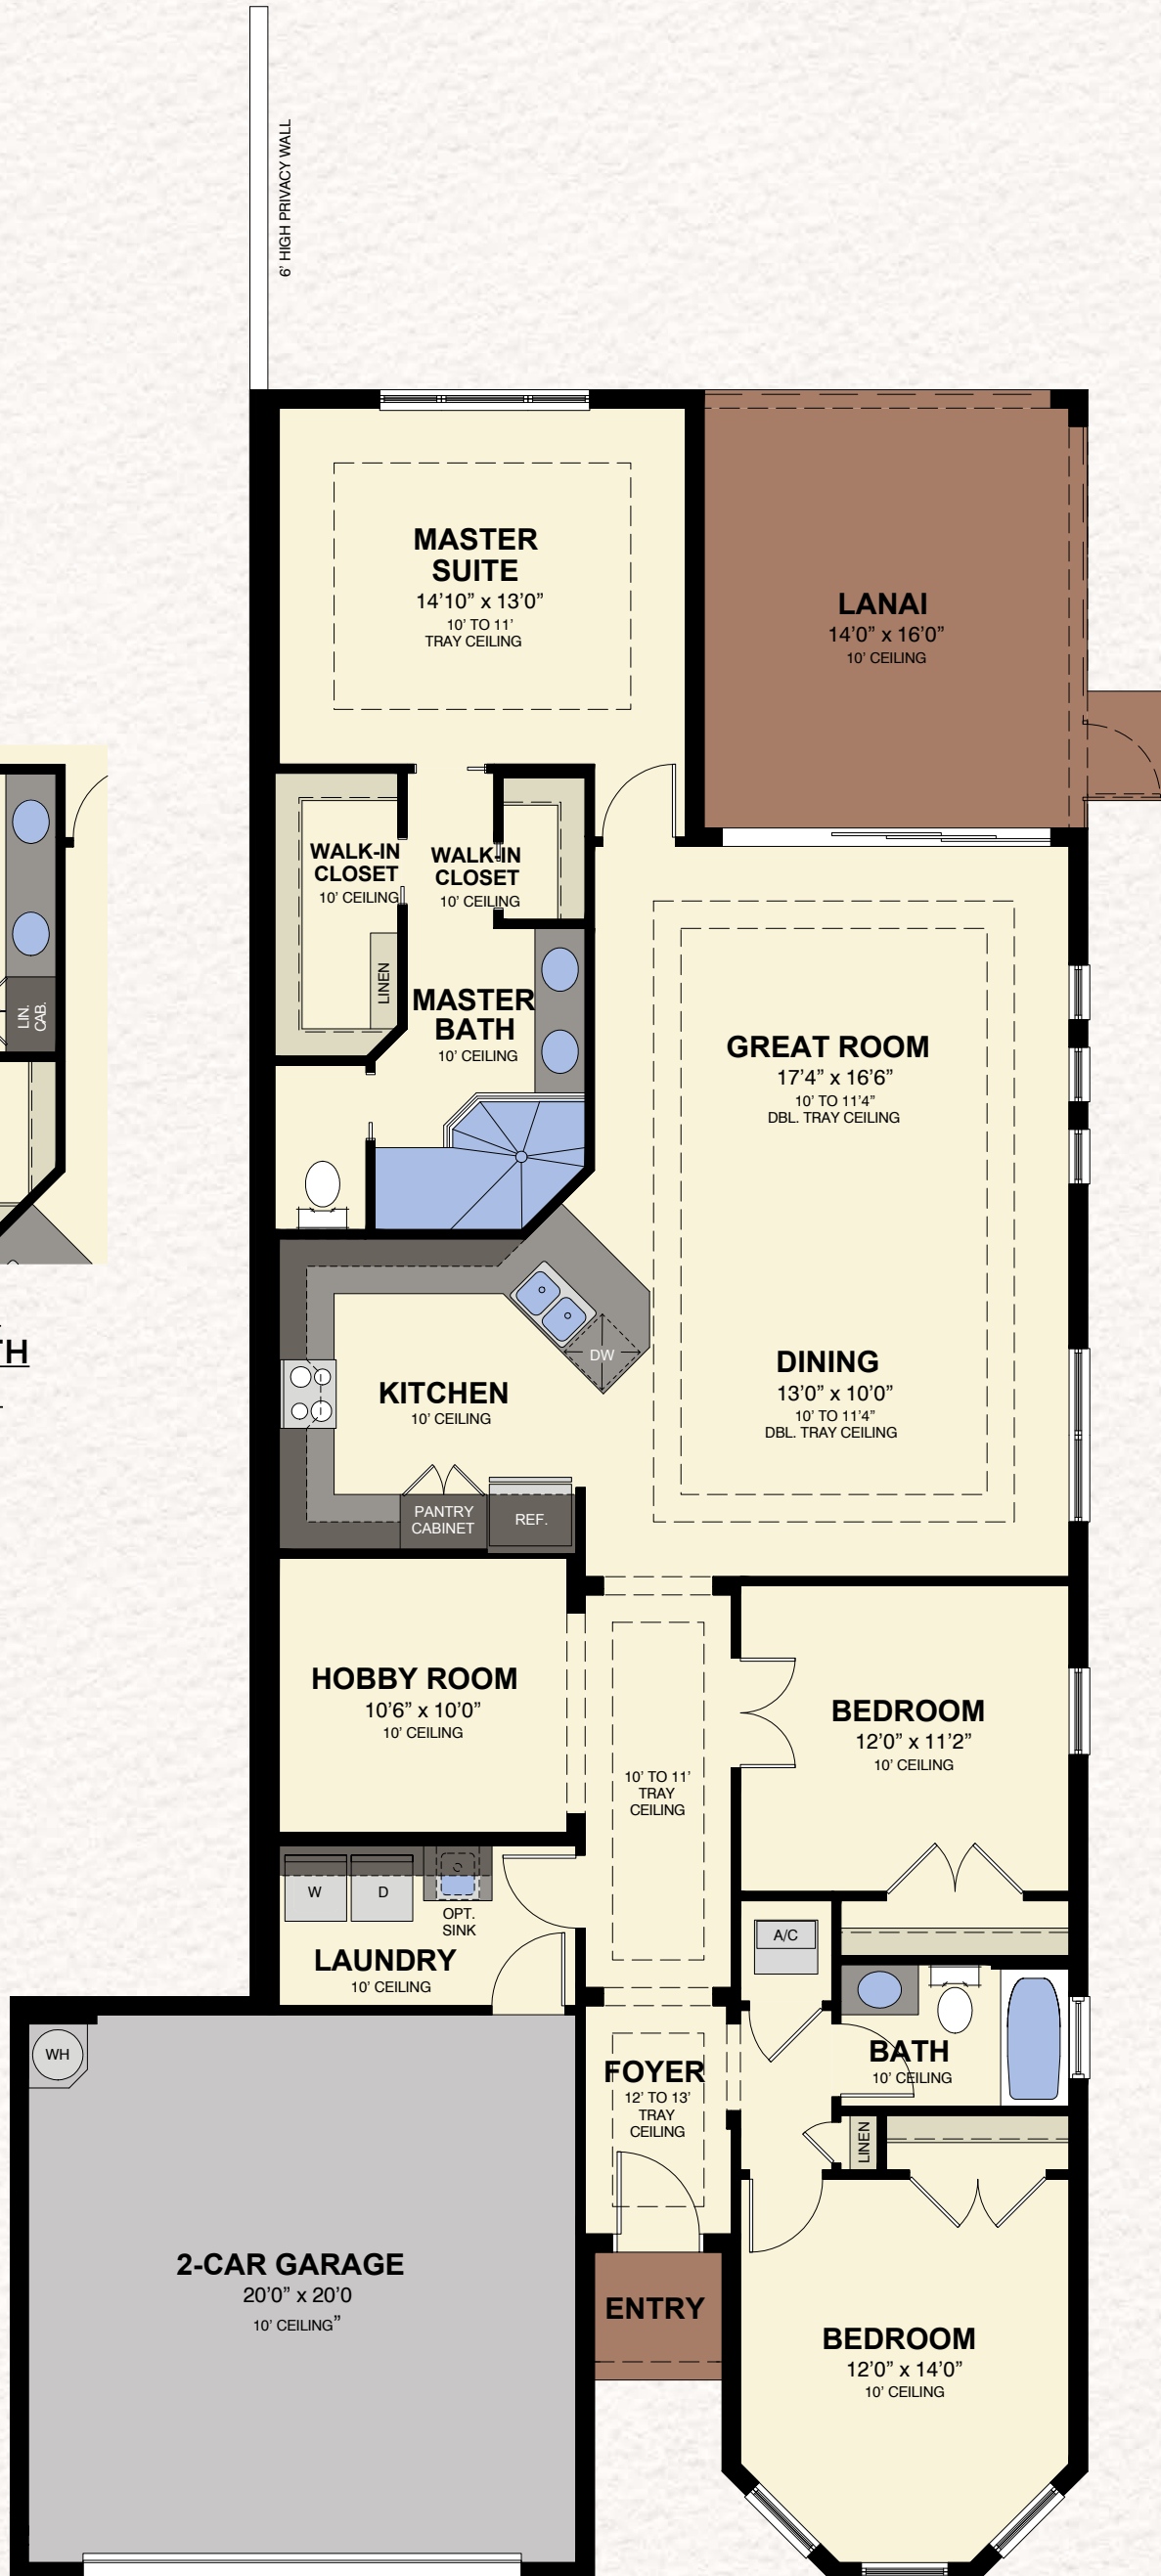 6' HIGH PRIVACY WALL
MASTER
SUITE
14'10” x 13'0”
10' TO 11'
TRAY CEILING
LANAI
14'0” x 16'0”
10' CEILING
WALK-IN
CLOSET
10' CEILING
WALK-IN
CLOSET
10' CEILING
LINEN
LIN.
CAB.
MASTER
BATH
10' CEILING
GREAT ROOM
17'4” x 16'6”
10' TO 11'4”
DBL. TRAY CEILING
TH
DW
KITCHEN
10' CEILING
DINING
13'0” x 10'0”
10' TO 11'4”
DBL. TRAY CEILING
PANTRY
CABINET
REF.
HOBBY ROOM
10'6” x 10'0”
10' CEILING
BEDROOM
12'0” x 11'2”
10' CEILING
10' TO 11'
TRAY
CEILING
W
D
OPT.
SINK
LAUNDRY
10' CEILING
A/C
WH
FOYER
12' TO 13'
TRAY
CEILING
BATH
10' CEILING
LINEN
2-CAR GARAGE
20'0” x 20'0
10' CEILING”
ENTRY
BEDROOM
12'0” x 14'0”
10' CEILING